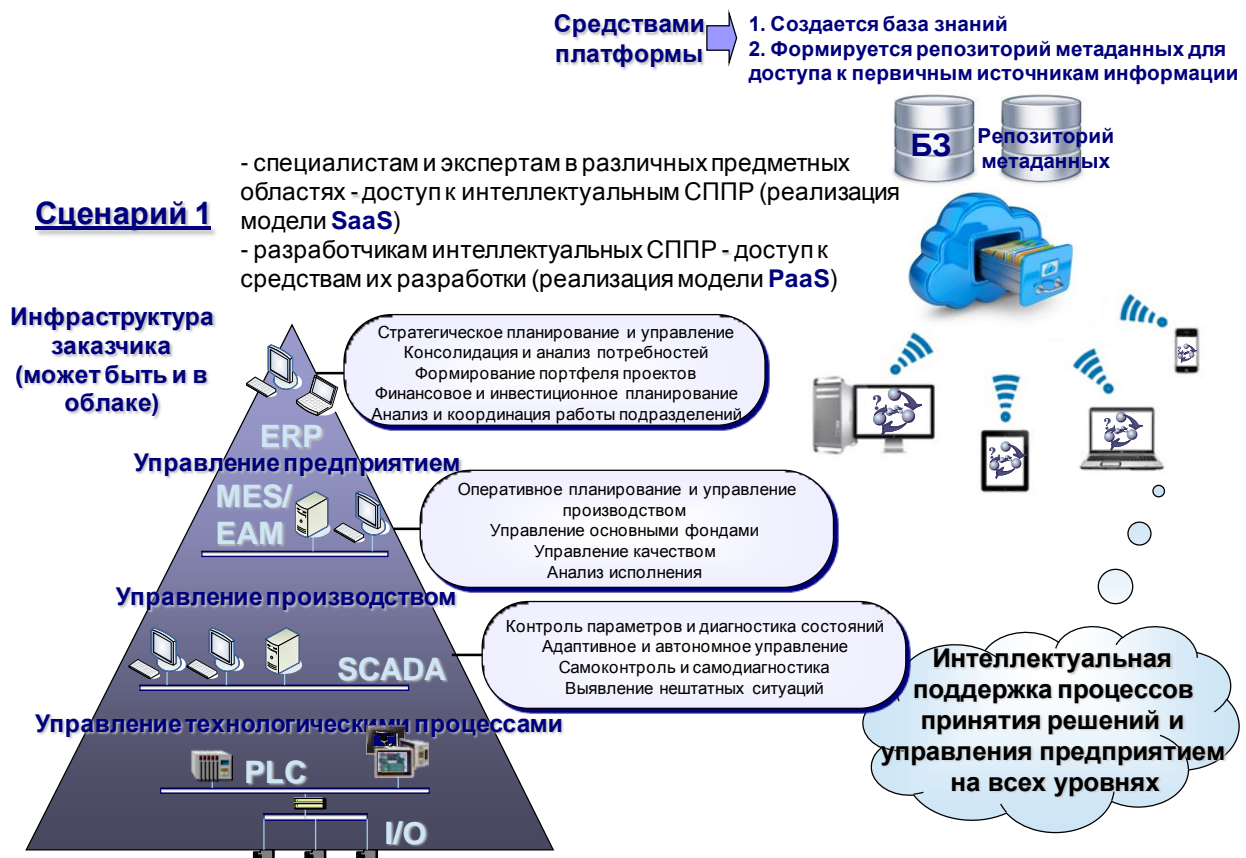 Средствами
платформы
1. Создается база знаний
2. Формируется репозиторий метаданных для
доступа к первичным источникам информации
БЗ
Репозиторий
метаданных
Сценарий 1
- специалистам и экспертам в различных предметных
областях - доступ к интеллектуальным СППР (реализация
модели SaaS)
- разработчикам интеллектуальных СППР - доступ к
средствам их разработки (реализация модели PaaS)
Инфраструктура
заказчика
(может быть и в
облаке)
Стратегическое планирование и управление
Консолидация и анализ потребностей
Формирование портфеля проектов
Финансовое и инвестиционное планирование
Анализ и координация работы подразделений
ERP
Управление предприятием
MES/
EAM
Оперативное планирование и управление
производством
Управление основными фондами
Управление качеством
Анализ исполнения
Управление производством
SCADA
Контроль параметров и диагностика состояний
Адаптивное и автономное управление
Самоконтроль и самодиагностика
Выявление нештатных ситуаций
Управление технологическими процессами
PLC
I/O
Интеллектуальная
поддержка процессов
принятия решений и
управления предприятием
на всех уровнях